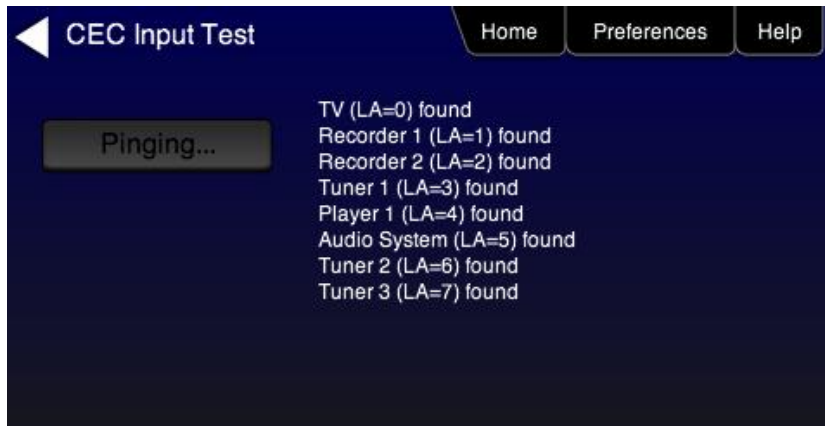 CEC Input Test
Home
Preferences
Help
Pinging...
TV (LA=0) found
Recorder 1 (LA=1) found
Recorder 2 (LA=2) found
Tuner 1 (LA=3) found
Player 1 (LA=4) found
Audio System (LA=5) found
Tuner 2 (LA=6) found
Tuner 3 (LA=7) found